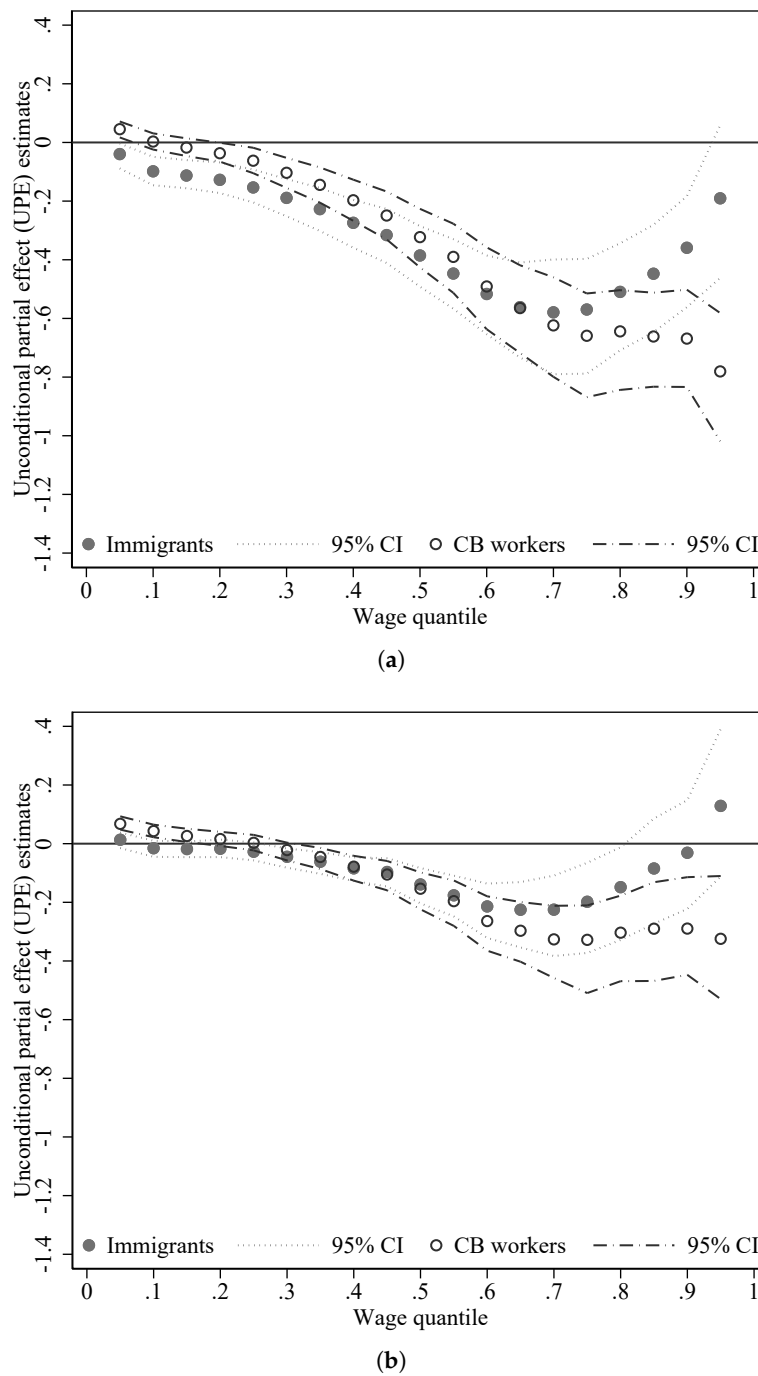 Unconditional partial effect (UPE) estimates
.4
.2
0
-.2
-.4
-.6
-.8
-1
-1.2
-1.4
Immigrants 95% CI CB workers 95% CI
0 .1 .2 .3 .4 .5 .6 .7 .8 .9 1
Wage quantile
(a)
Unconditional partial effect (UPE) estimates
.4
.2
0
-.2
-.4
-.6
-.8
-1
-1.2
-1.4
Immigrants 95% CI CB workers 95% CI
0 .1 .2 .3 .4 .5 .6 .7 .8 .9 1
Wage quantile
(b)